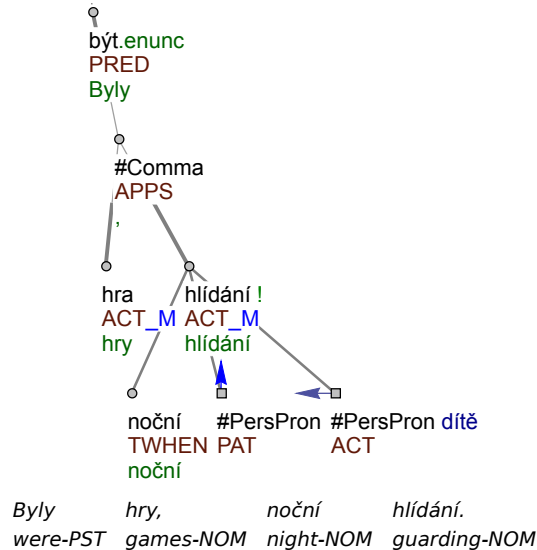 být.enunc
PRED
Byly
#Comma
APPS
,
hra hlídání !
ACT_M ACT_M
hry hlídání
noční #PersPron #PersPron dítě
TWHEN PAT ACT
noční
Byly hry, noční hlídání.
were-PST games-NOM night-NOM guarding-NOM